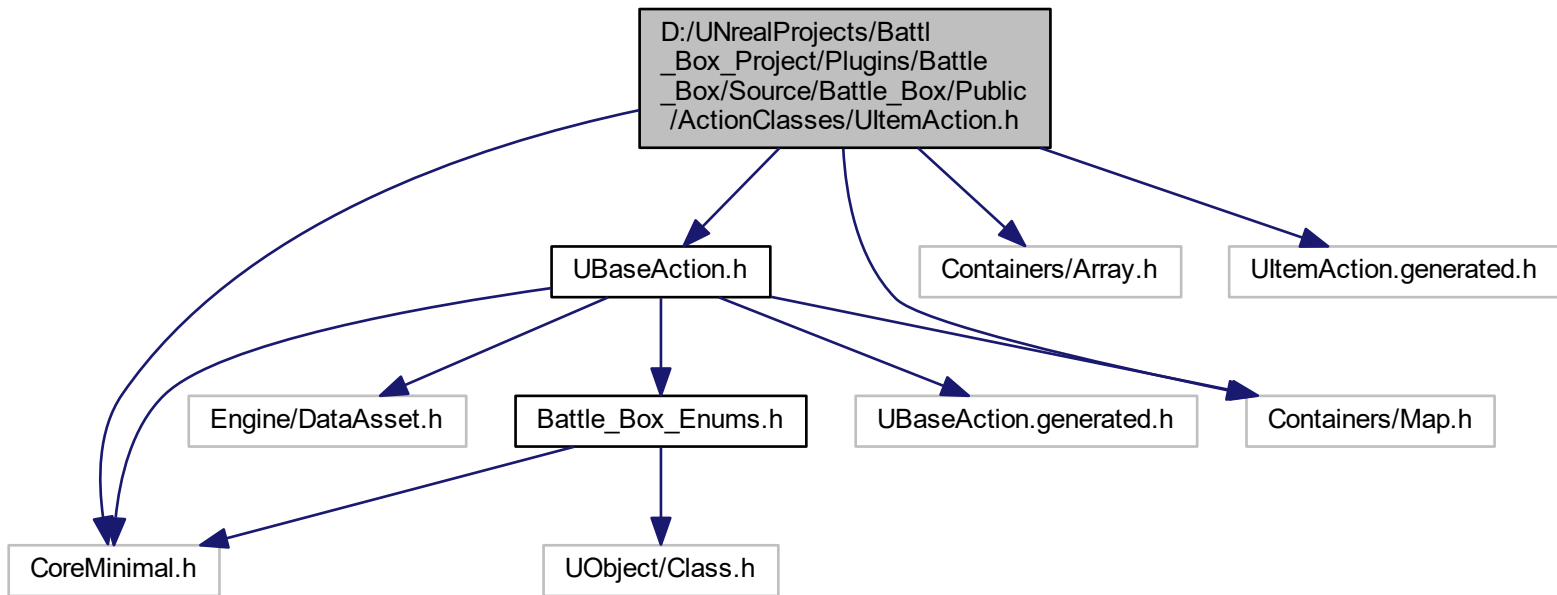 D:/UNrealProjects/Battl
_Box_Project/Plugins/Battle
_Box/Source/Battle_Box/Public
/ActionClasses/UItemAction.h
UBaseAction.h
Containers/Array.h
UItemAction.generated.h
Engine/DataAsset.h
Battle_Box_Enums.h
UBaseAction.generated.h
Containers/Map.h
CoreMinimal.h
UObject/Class.h